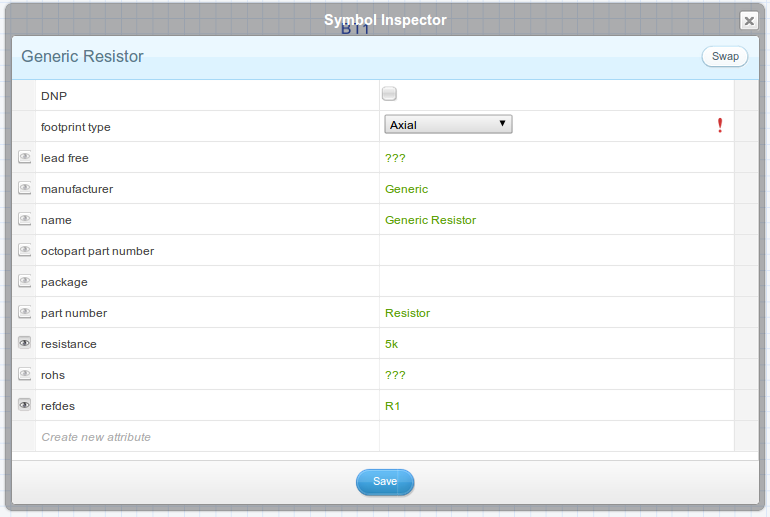 Symbol Inspector
Generic Resistor
Swap
DNP
footprint type Axial !
lead free ???
manufacturer Generic
name Generic Resistor
octopart part number
package
part number Resistor
resistance 5k
rohs ???
refdes R1
Create new attribute
Save